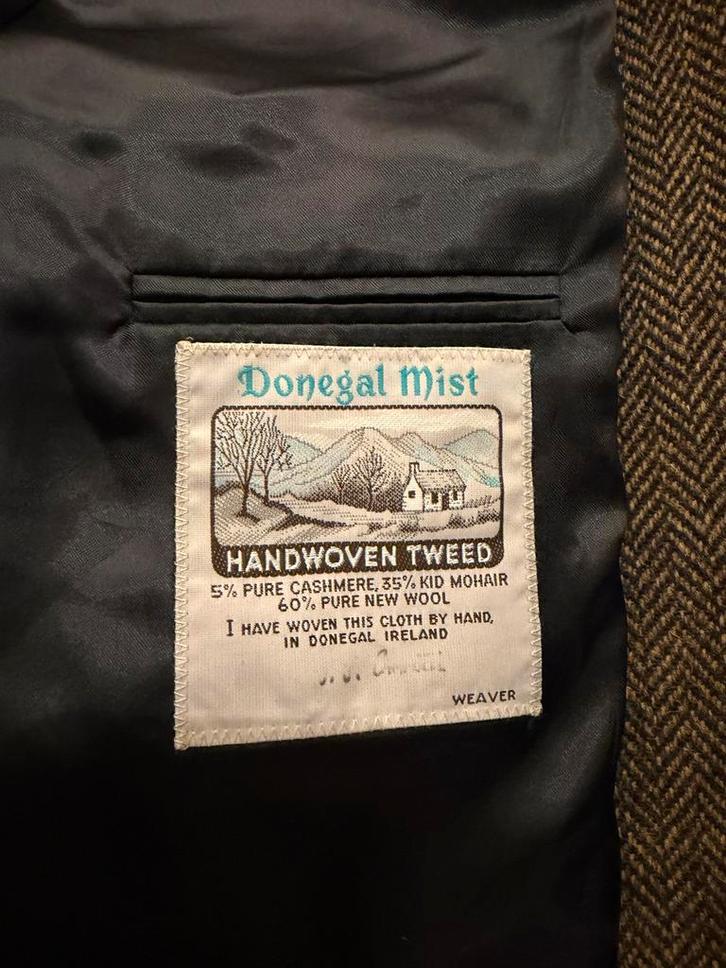 Donegal Mist
HANDWOVEN TWEED
5% PURE CASHMERE, 35% KID MOHAIR
60% PURE NEW WOOL
I HAVE WOVEN THIS CLOTH BY HAND,
IN DONEGAL IRELAND
WEAVER